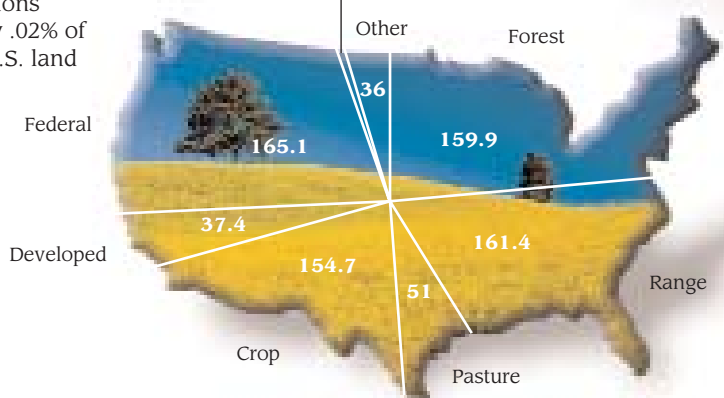 ions
.02% of
.S. land
Other
Forest
36
Federal
165.1
159.9
37.4
161.4
Developed
154.7
51
Range
Crop
Pasture